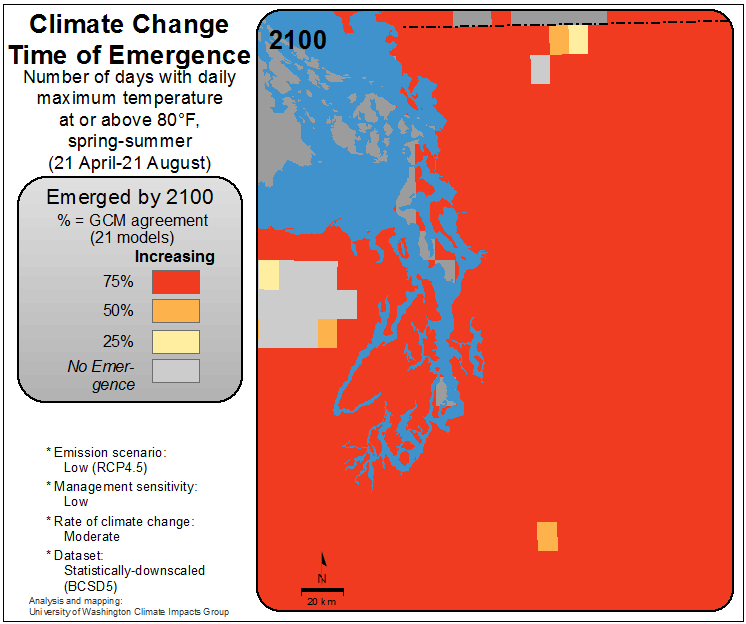 Climate Change
Time of Emergence
Number of days with daily
maximum temperature
at or above 80°F,
spring-summer
(21 April-21 August)
Emerged by 2100
% = GCM agreement
(21 models)
Increasing
75%
50%
25%
No Emer-
gence
* Emission scenario:
Low (RCP4.5)
* Management sensitivity:
Low
* Rate of climate change:
Moderate
* Dataset:
Statistically-downscaled
(BCSD5)
Analysis and mapping:
University of Washington Climate Impacts Group
2100
N
20 km